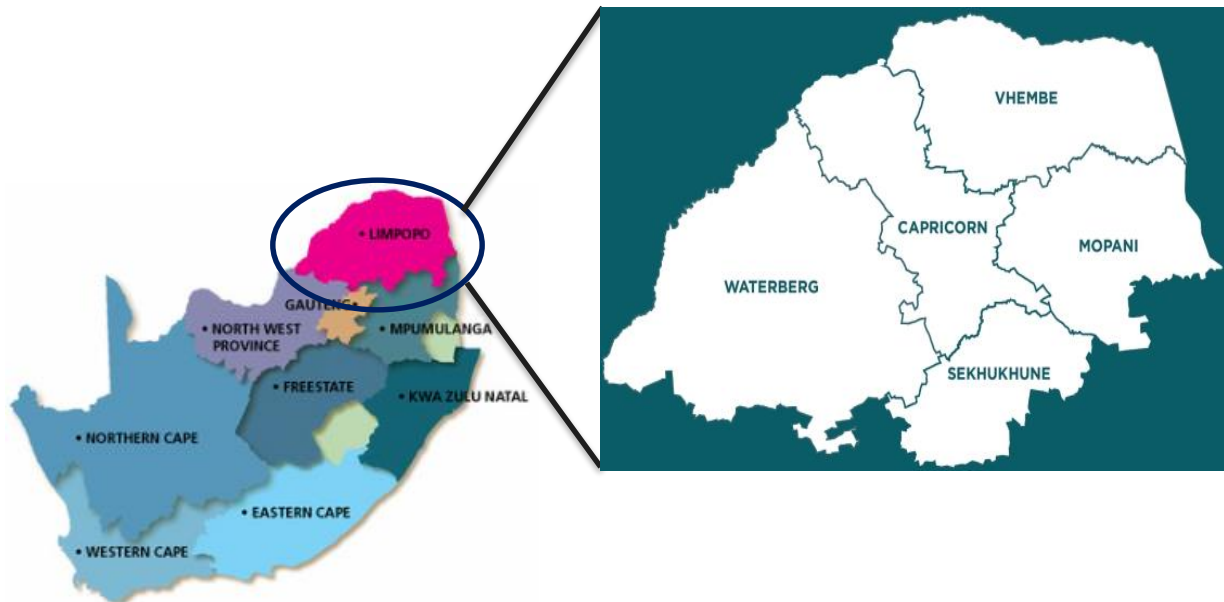 • LIMPOPO
GAUTENG•
• NORTH WEST
PROVINCE
• MPUMULANGA
• FREESTATE
• KWA ZULU NATAL
• NORTHERN CAPE
• EASTERN CAPE
• WESTERN CAPE
VHEMBE
CAPRICORN
MOPANI
WATERBERG
SEKHUKHUNE